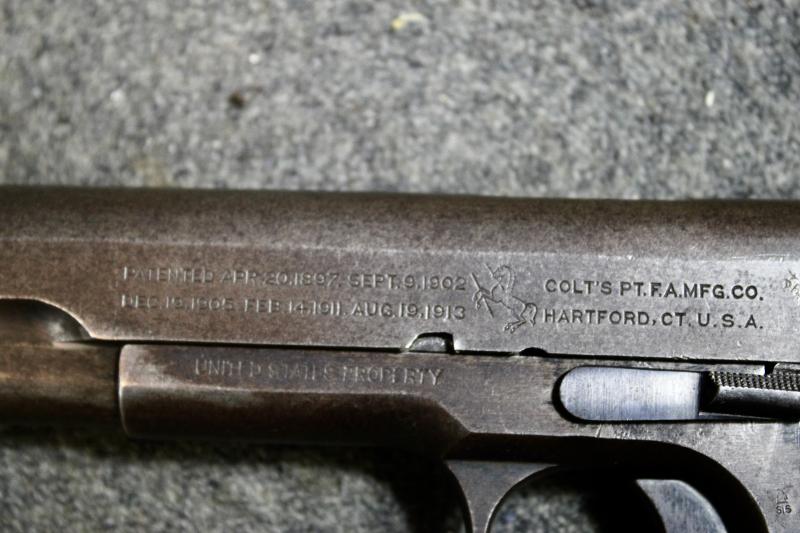 PATENTED APR.20.1897. SEPT.9.1902
DEC.19.1905. FEB.14.1911. AUG.19.1913
COLT'S PT.F.A.MFG.CO.
HARTFORD, CT. U.S.A.
UNITED STATES PROPERTY